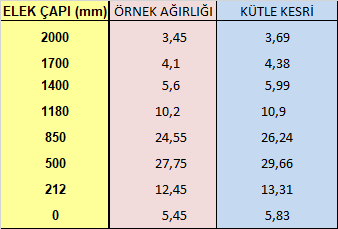 ELEK ÇAPI (mm) ÖRNEK AĞIRLIĞI KÜTLE KESRİ
2000 3,45 3,69
1700 4,1 4,38
1400 5,6 5,99
1180 10,2 10,9
850 24,55 26,24
500 27,75 29,66
212 12,45 13,31
0 5,45 5,83